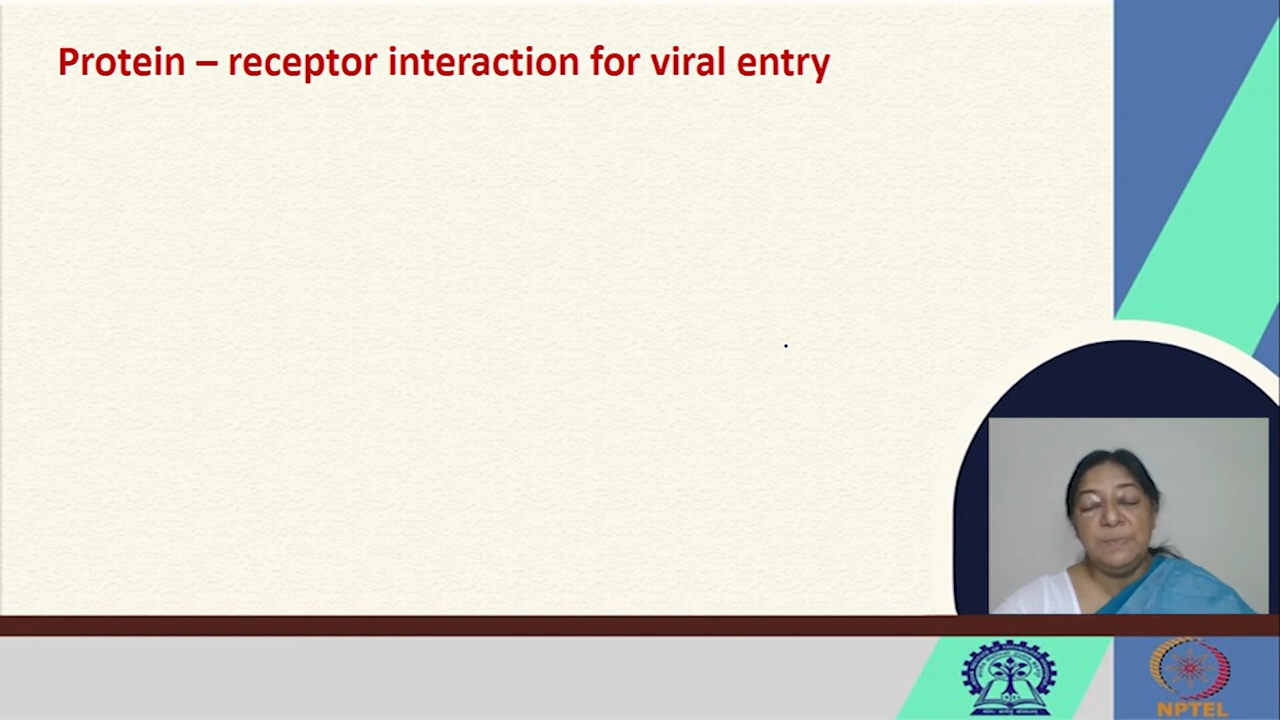 Protein – receptor interaction for viral entry
NPTEL